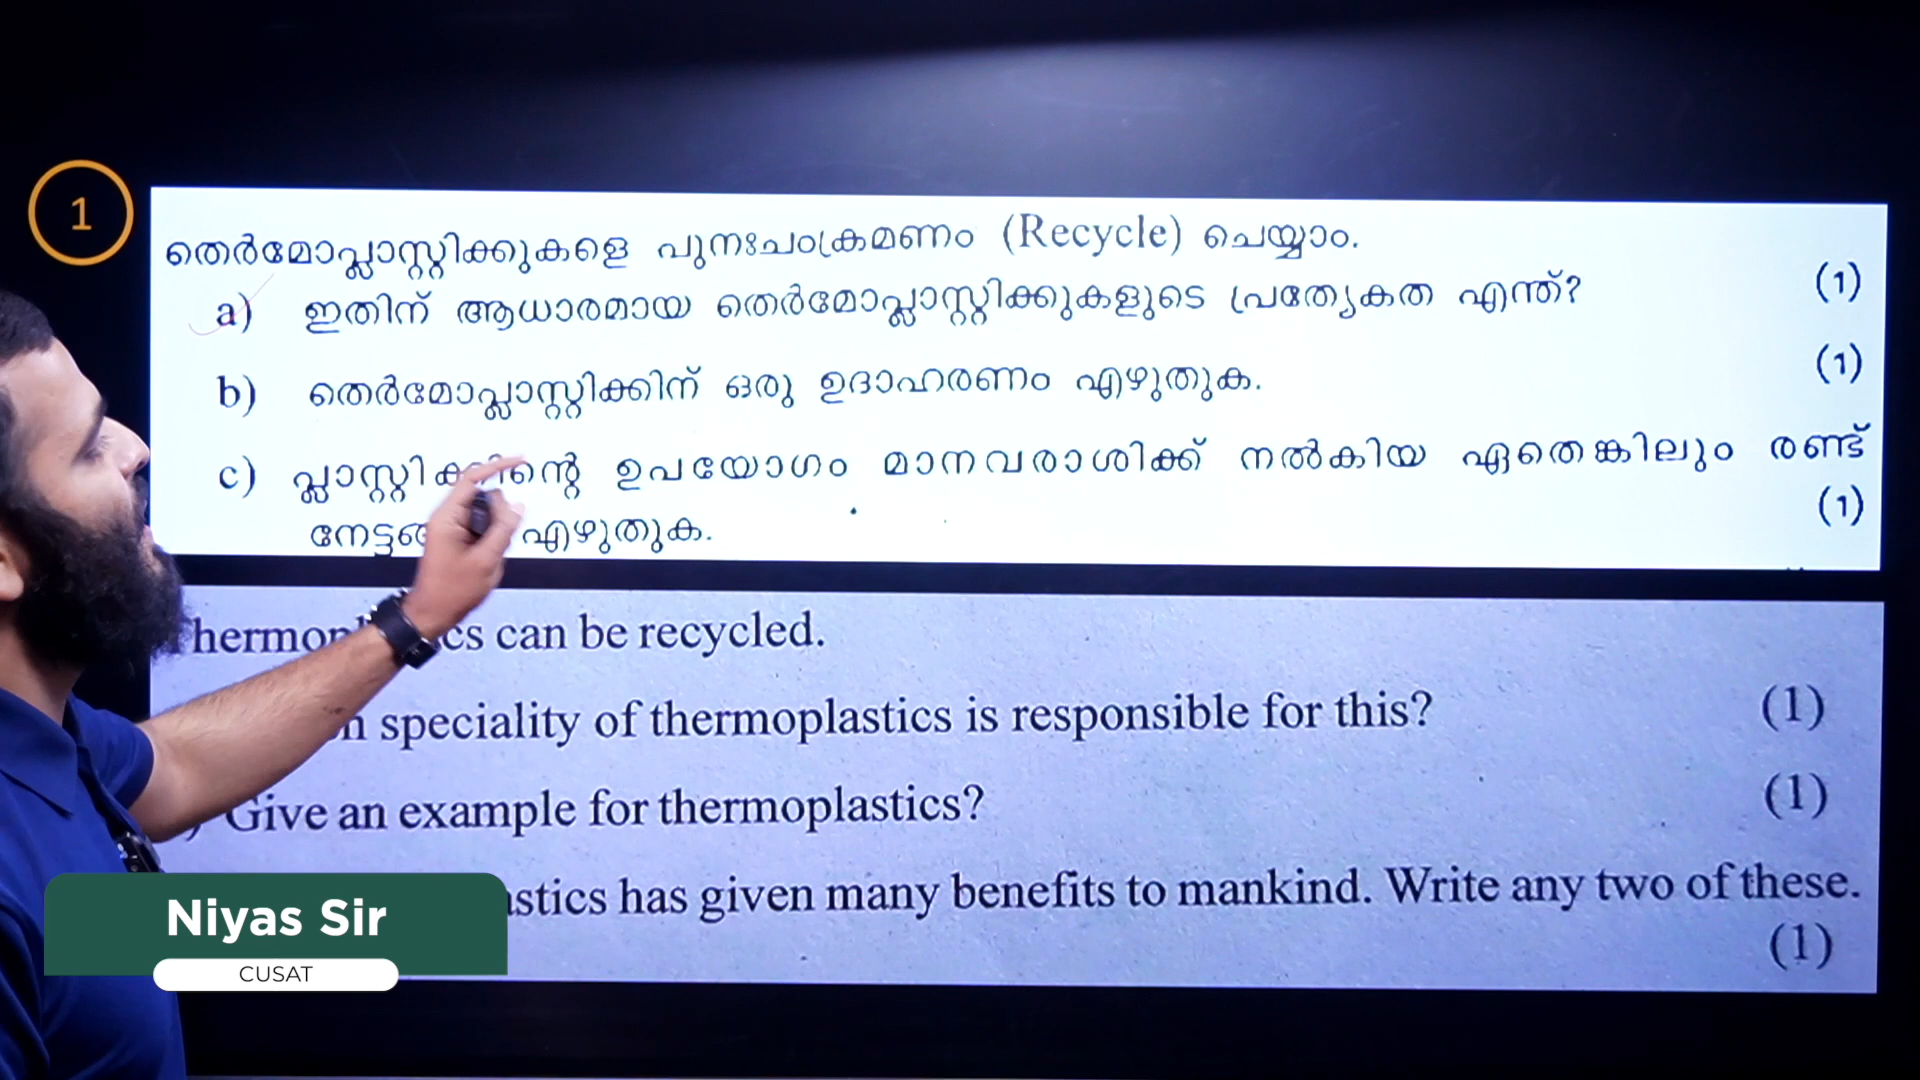 1
തെർമോപ്ലാസ്റ്റിക്കുകളെ പുനഃചംക്രമണം (Recycle) ചെയ്യാം.
a) ഇതിന് ആധാരമായ തെർമോപ്ലാസ്റ്റിക്കുകളുടെ പ്രത്യേകത എന്ത്? (1)
b) തെർമോപ്ലാസ്റ്റിക്കിന് ഒരു ഉദാഹരണം എഴുതുക. (1)
c) ഉപയോഗം മാനവരാശിക്ക് നൽകിയ ഏതെങ്കിലും രണ്ട്
എഴുതുക. (1)
can be recycled.
speciality of thermoplastics is responsible for this? (1)
Give an example for thermoplastics? (1)
has given many benefits to mankind. Write any two of these.
(1)
Niyas Sir
CUSAT